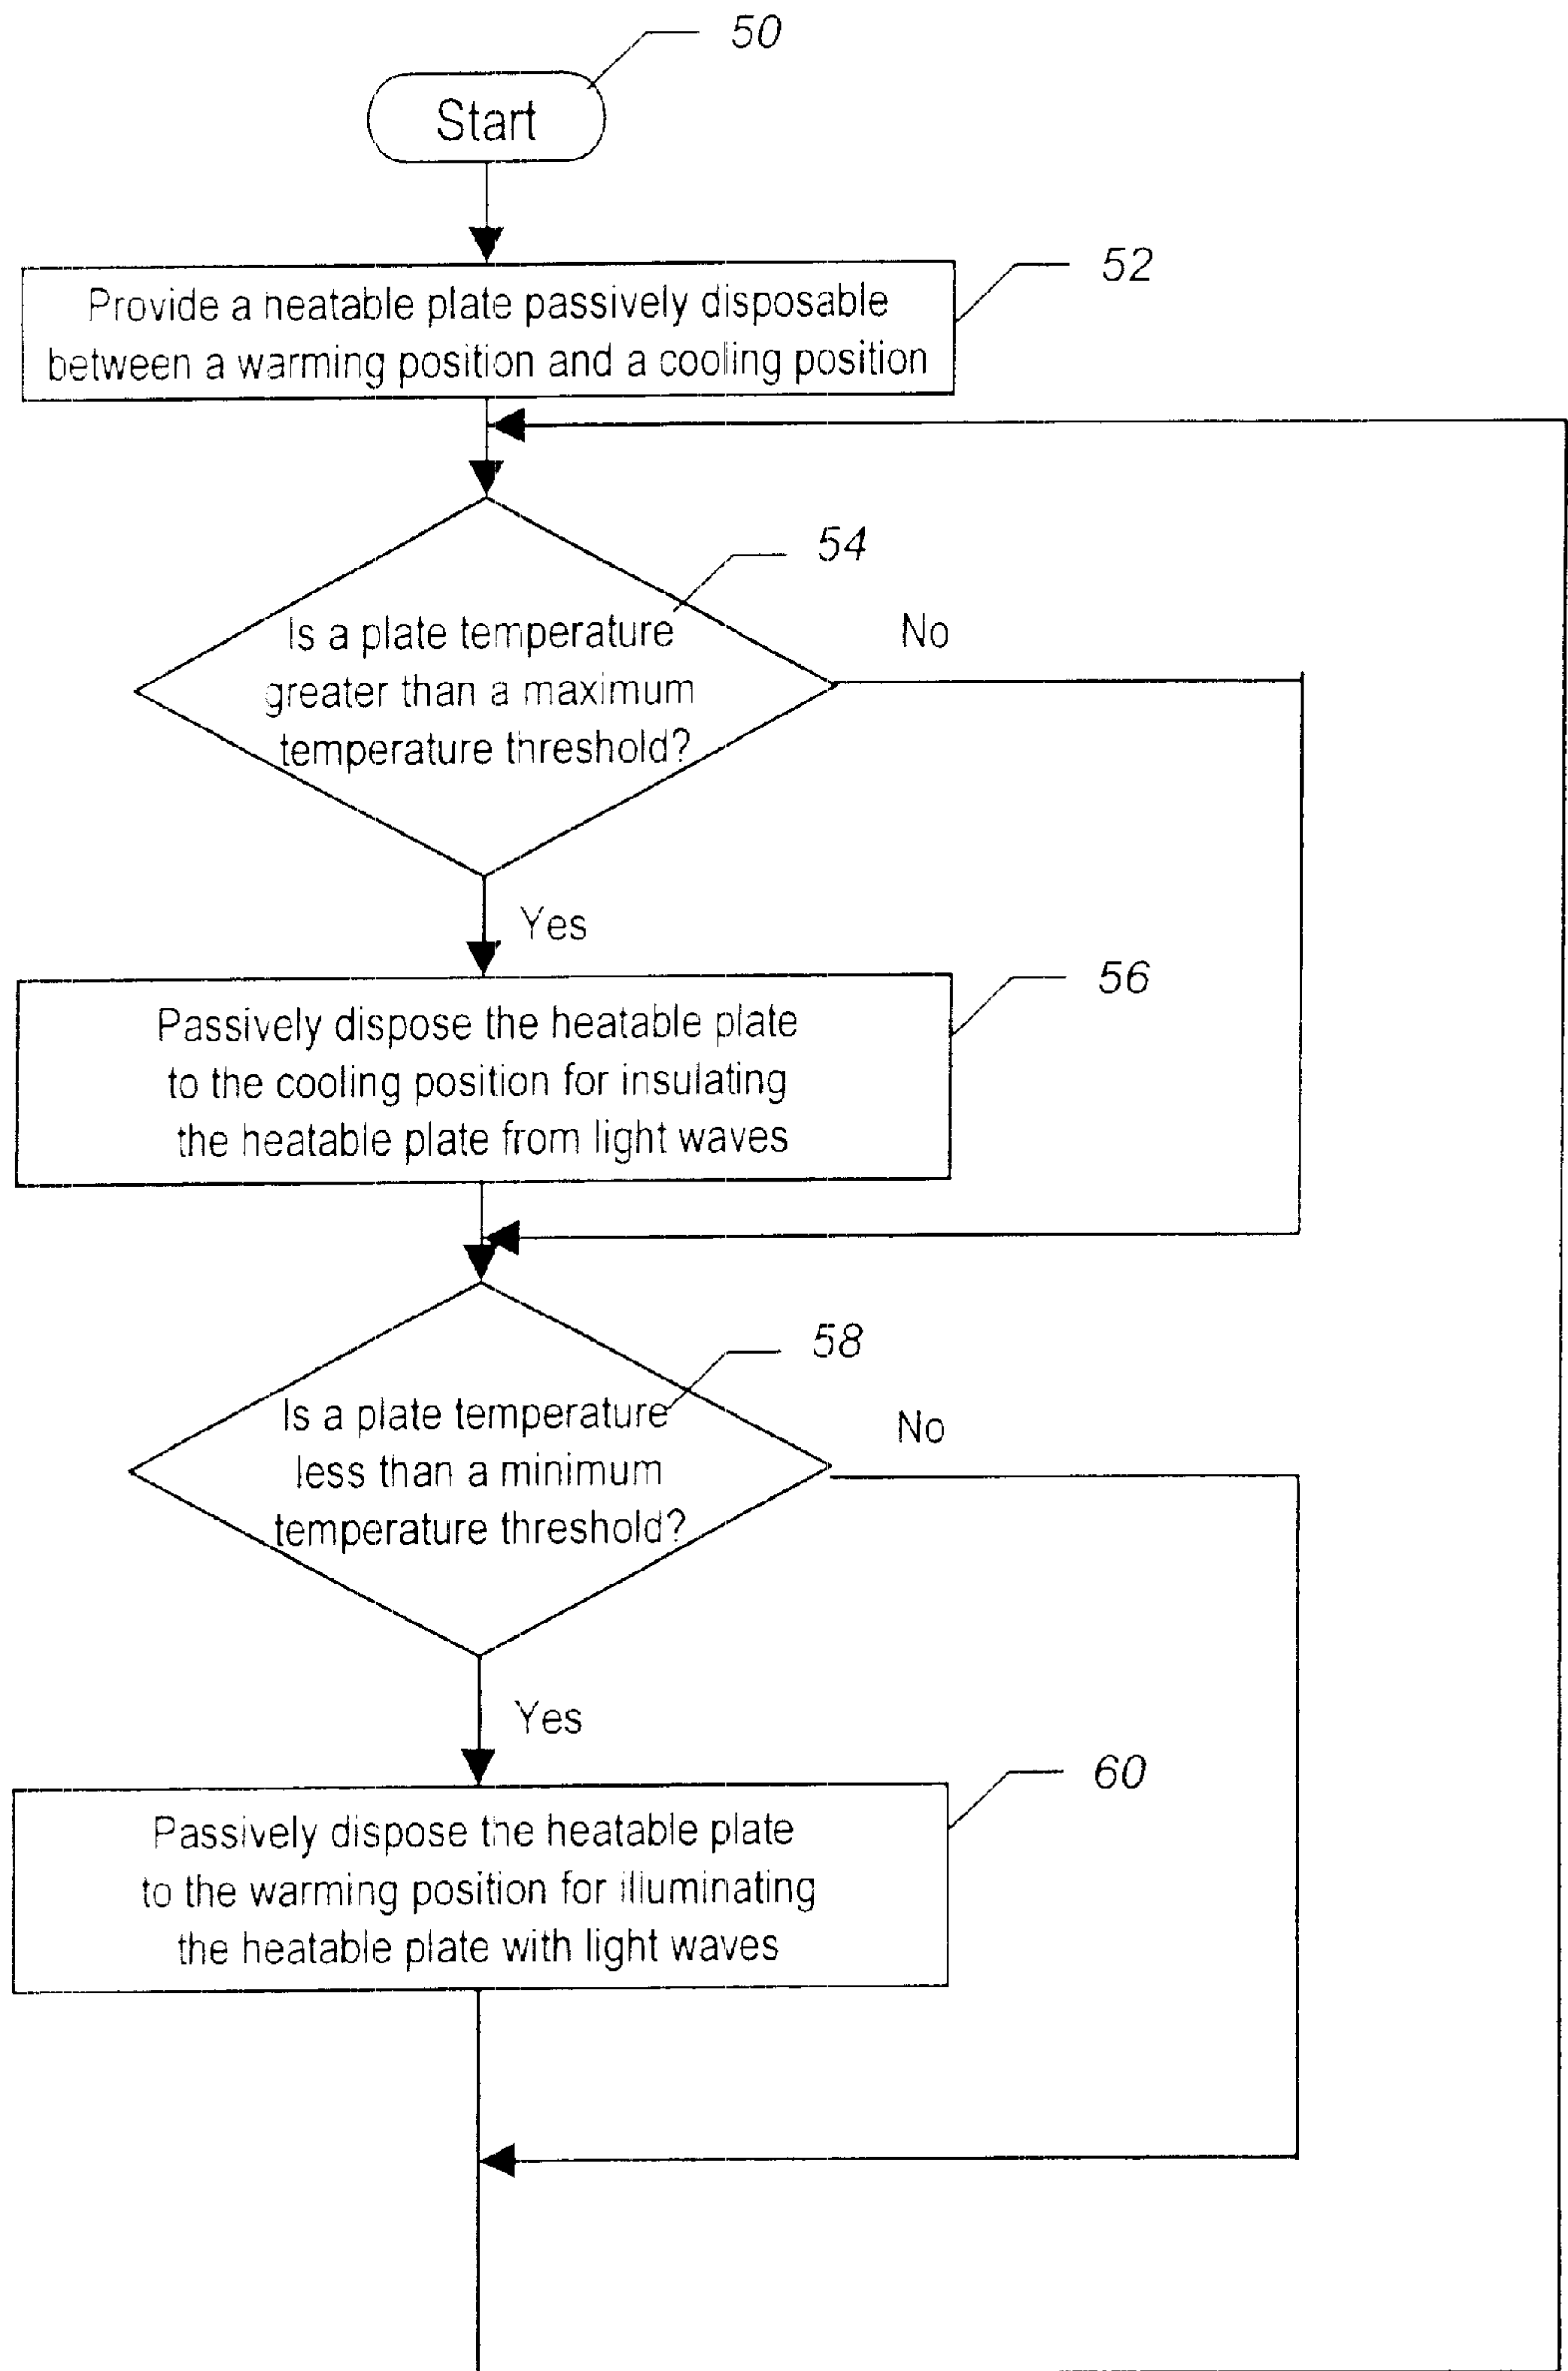 50
Start
52
Provide a heatable plate passively disposable
between a warming position and a cooling position
54
Is a plate temperature
greater than a maximum
temperature threshold?
No
Yes
56
Passively dispose the heatable plate
to the cooling position for insulating
the heatable plate from light waves
58
Is a plate temperature
less than a minimum
temperature threshold?
No
Yes
60
Passively dispose the heatable plate
to the warming position for illuminating
the heatable plate with light waves